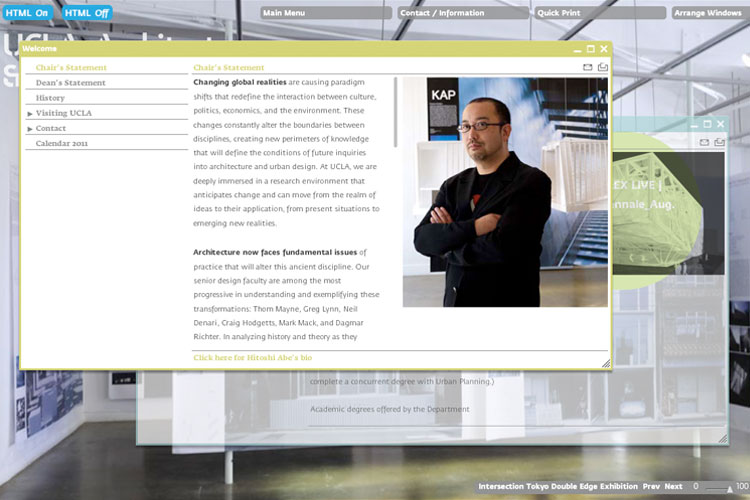 HTML On
HTML Off
Main Menu
Contact / Information
Quick Print
Arrange Windows
Welcome
Chair's Statement
Dean's Statement
History
Visiting UCLA
Contact
Calendar 2011
Chair's Statement
Changing global realities are causing paradigm
shifts that redefine the interaction between culture,
politics, economics, and the environment. These
changes constantly alter the boundaries between
disciplines, creating new perimeters of knowledge
that will define the conditions of future inquiries
into architecture and urban design. At UCLA, we are
deeply immersed in a research environment that
anticipates change and can move from the realm of
ideas to their application, from present situations to
emerging new realities.
Architecture now faces fundamental issues of
practice that will alter this ancient discipline. Our
senior design faculty are among the most
progressive in understanding and exemplifying these
transformations: Thom Mayne, Greg Lynn, Neil
Denari, Craig Hodgetts, Mark Mack, and Dagmar
Richter. In analyzing history and theory as they
Click here for Hitoshi Abe's bio
KAP
EX LIVE |
Aug.
complete a concurrent degree with Urban Planning.)
Academic degrees offered by the Department
Intersection Tokyo Double Edge Exhibition Prev Next 0 100